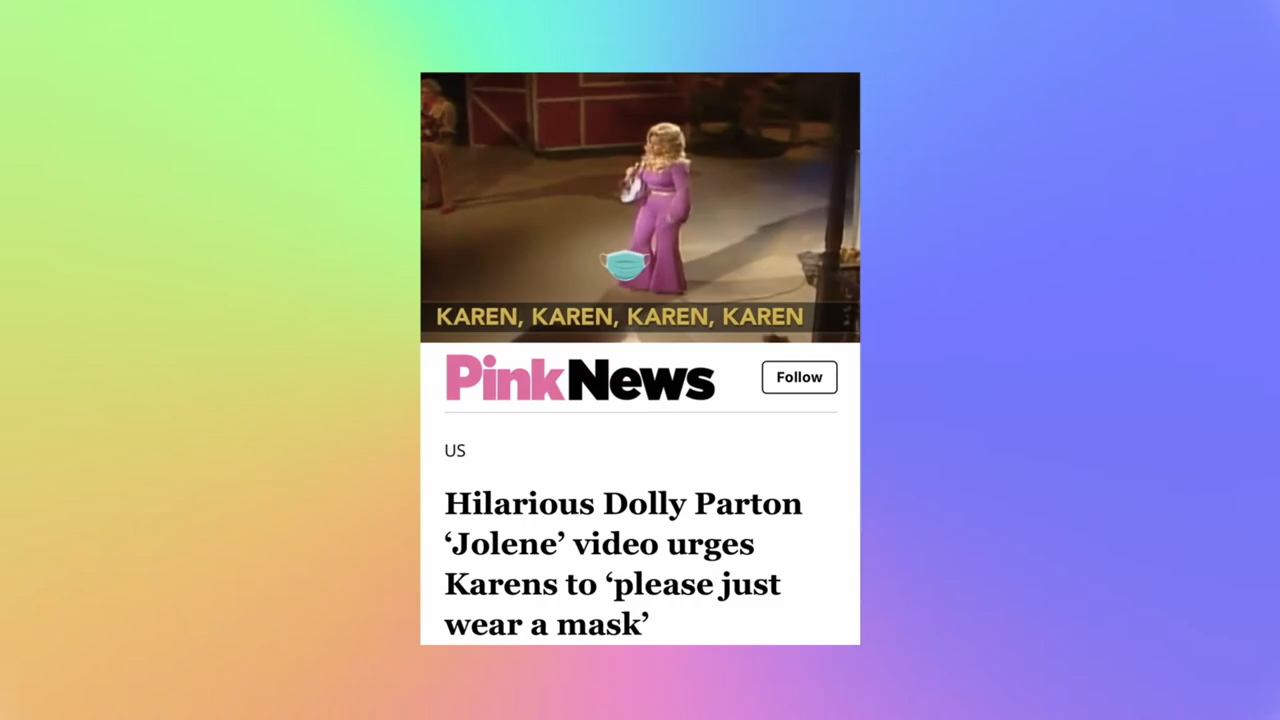 KAREN, KAREN, KAREN, KAREN
PinkNews
Follow
US
Hilarious Dolly Parton
‘Jolene’ video urges
Karens to ‘please just
wear a mask’